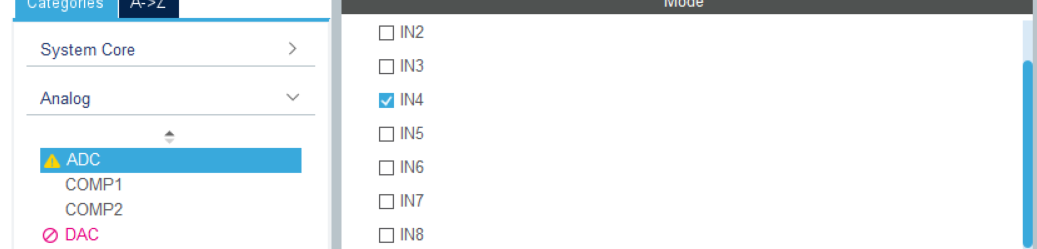 Categories A->Z
System Core
Analog
ADC
COMP1
COMP2
DAC
Mode
IN2
IN3
IN4
IN5
IN6
IN7
IN8